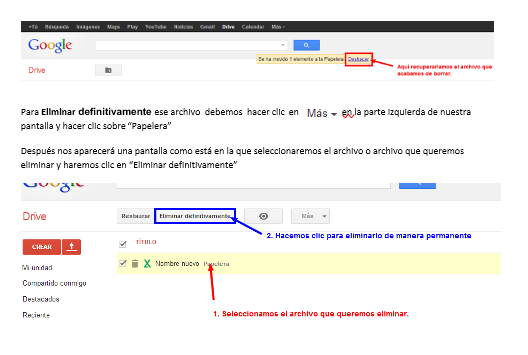 +Tú Búsqueda Imágenes Maps Play YouTube Noticias Gmail Drive Calendar Más
Google
Se ha movido 1 elemento a la Papelera. Deshacer
Drive
Aquí recuperaríamos el archivo que
acabamos de borrar.
Para Eliminar definitivamente ese archivo debemos hacer clic en Más en la parte izquierda de nuestra
pantalla y hacer clic sobre “Papelera”
Después nos aparecerá una pantalla como está en la que seleccionaremos el archivo o archivo que queremos
eliminar y haremos clic en “Eliminar definitivamente”
Google
Drive
Restaurar Eliminar definitivamente Más
2. Hacemos clic para eliminarlo de manera permanente
CREAR
TÍTULO
Mi unidad
Nombre nuevo Papelera
Compartido conmigo
Destacados
Reciente
1. Seleccionamos el archivo que queremos eliminar.